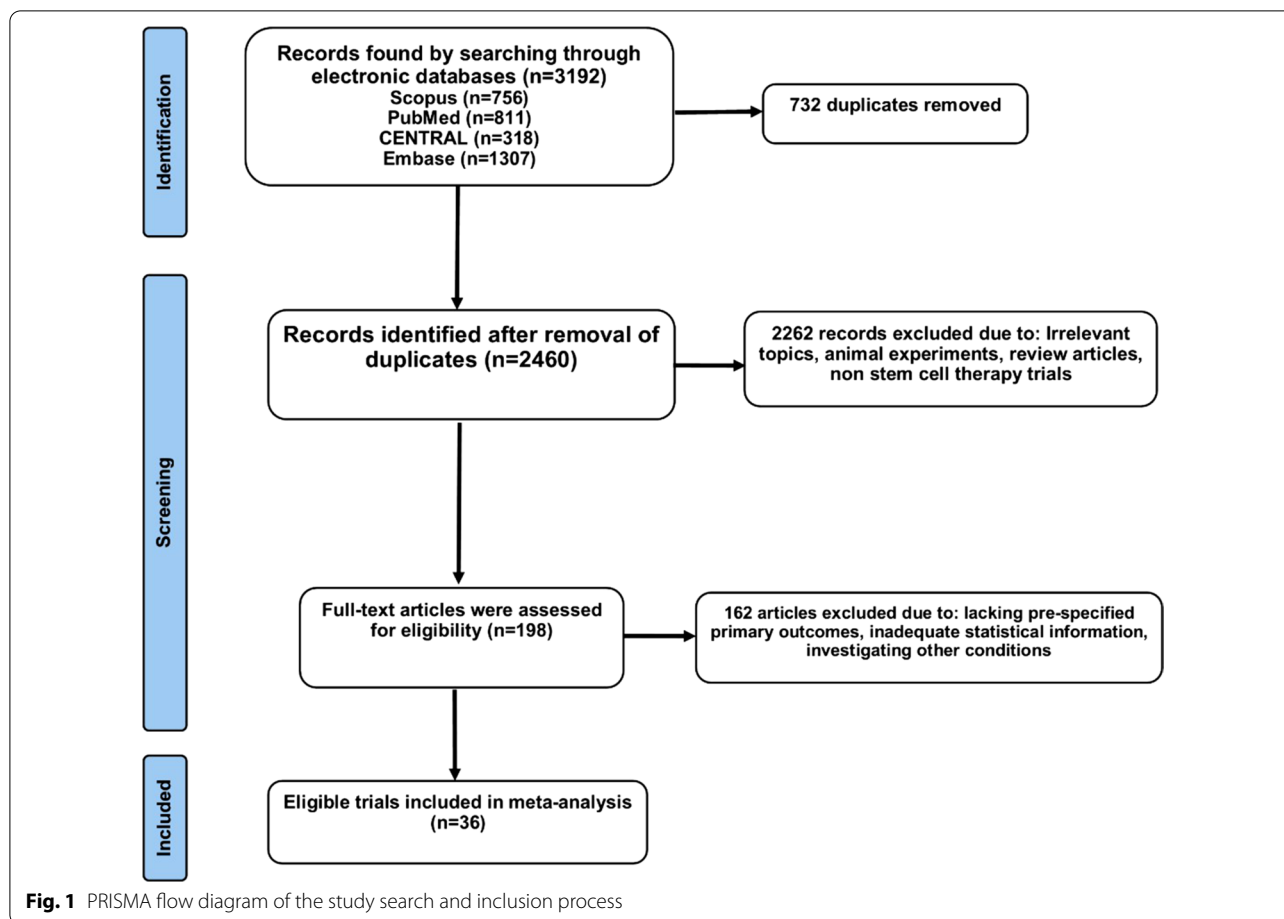 Identification
Records found by searching through
electronic databases (n=3192)
Scopus (n=756)
PubMed (n=811)
CENTRAL (n=318)
Embase (n=1307)
732 duplicates removed
Screening
Records identified after removal of
duplicates (n=2460)
2262 records excluded due to: Irrelevant
topics, animal experiments, review articles,
non stem cell therapy trials
Full-text articles were assessed
for eligibility (n=198)
162 articles excluded due to: lacking pre-specified
primary outcomes, inadequate statistical information,
investigating other conditions
Included
Eligible trials included in meta-analysis
(n=36)
Fig. 1 PRISMA flow diagram of the study search and inclusion process